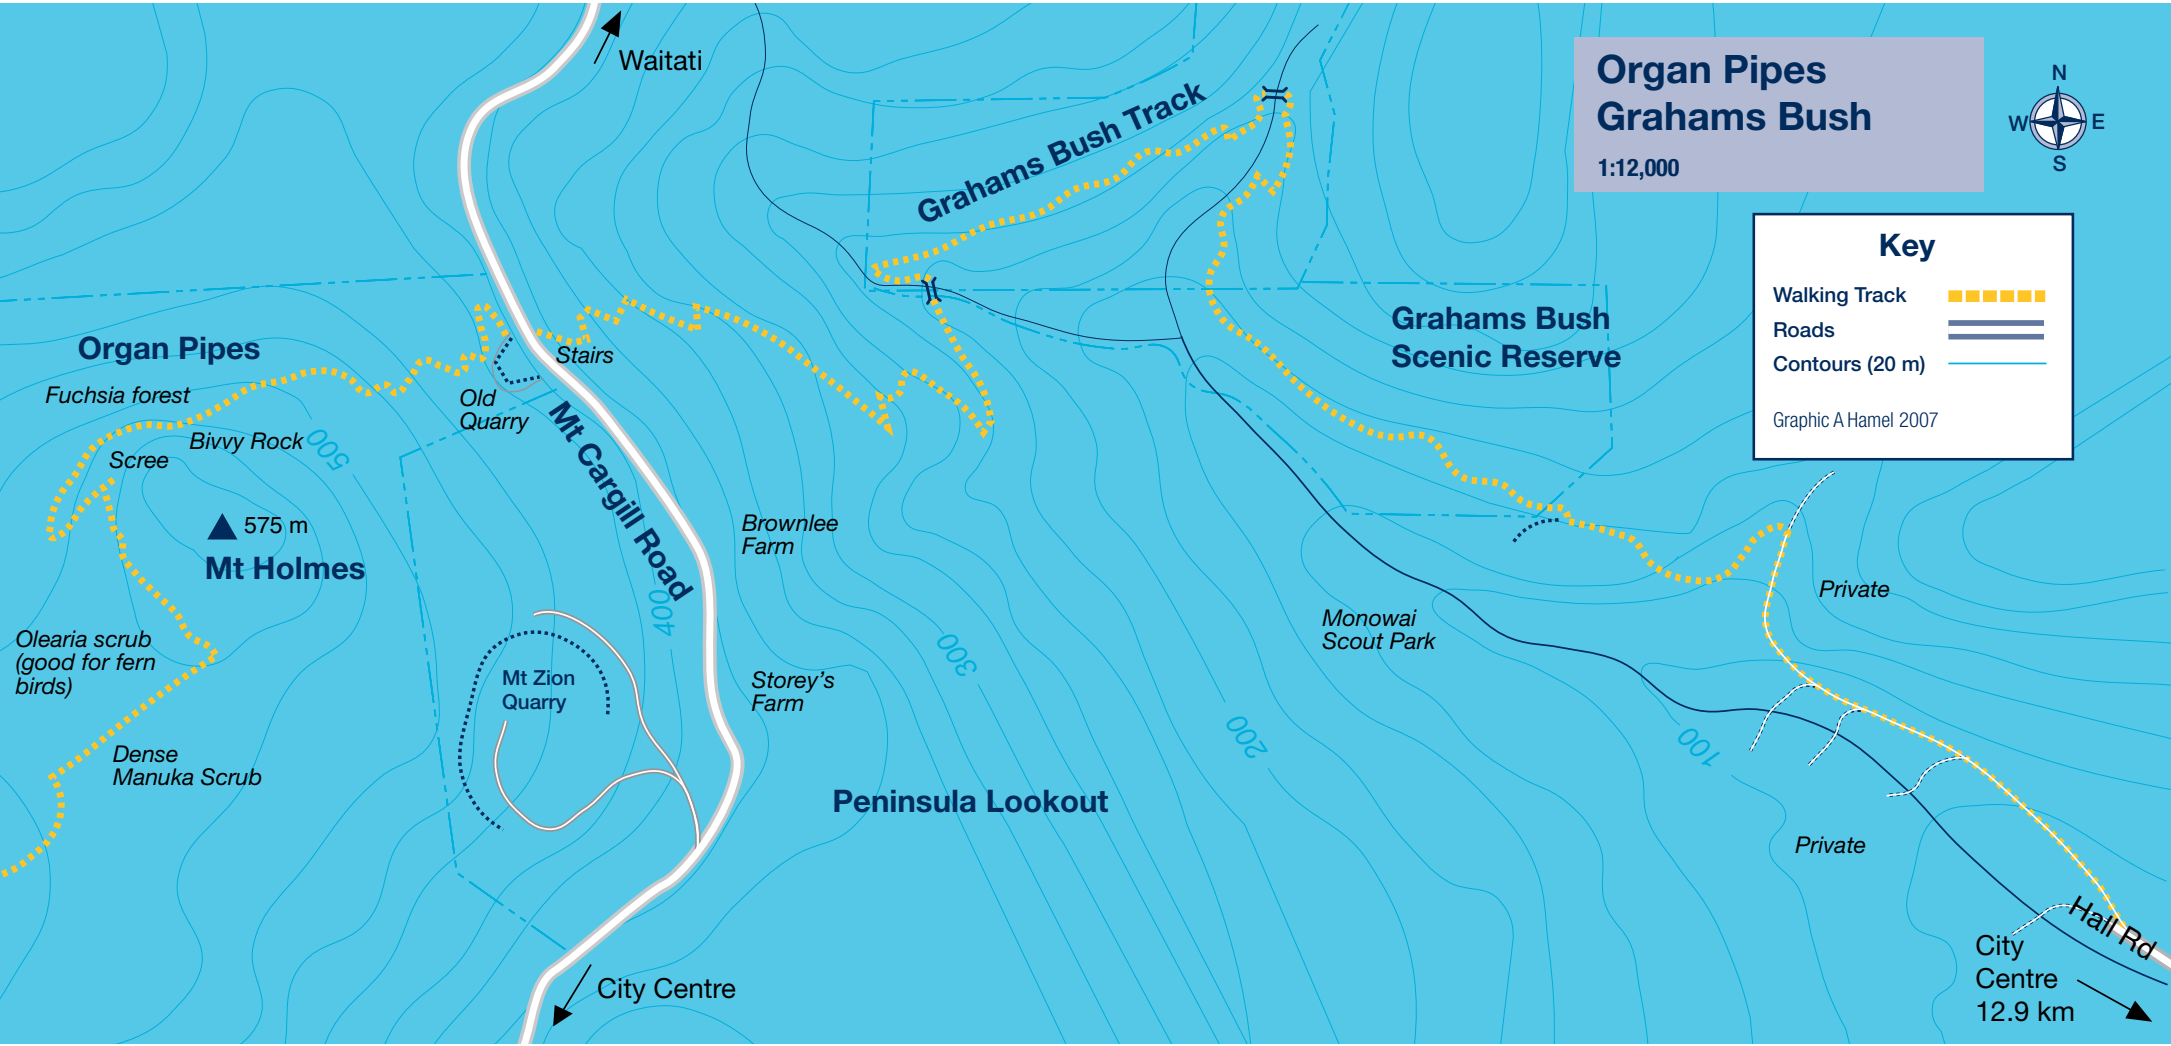 Waitati
Organ Pipes
Grahams Bush
1:12,000
N
W
E
S
Grahams Bush Track
Key
Walking Track
Roads
Contours (20 m)
Graphic A Hamel 2007
Grahams Bush
Scenic Reserve
Organ Pipes
Fuchsia forest
Bivvy Rock
Scree
500
575 m
Mt Holmes
Stairs
Old
Quarry
Mt Cargill Road
400
Brownlee
Farm
Olearia scrub
(good for fern
birds)
Mt Zion
Quarry
Storey's
Farm
300
200
100
Monowai
Scout Park
Private
Dense
Manuka Scrub
Peninsula Lookout
Private
Hall Rd
City Centre
City
Centre
12.9 km